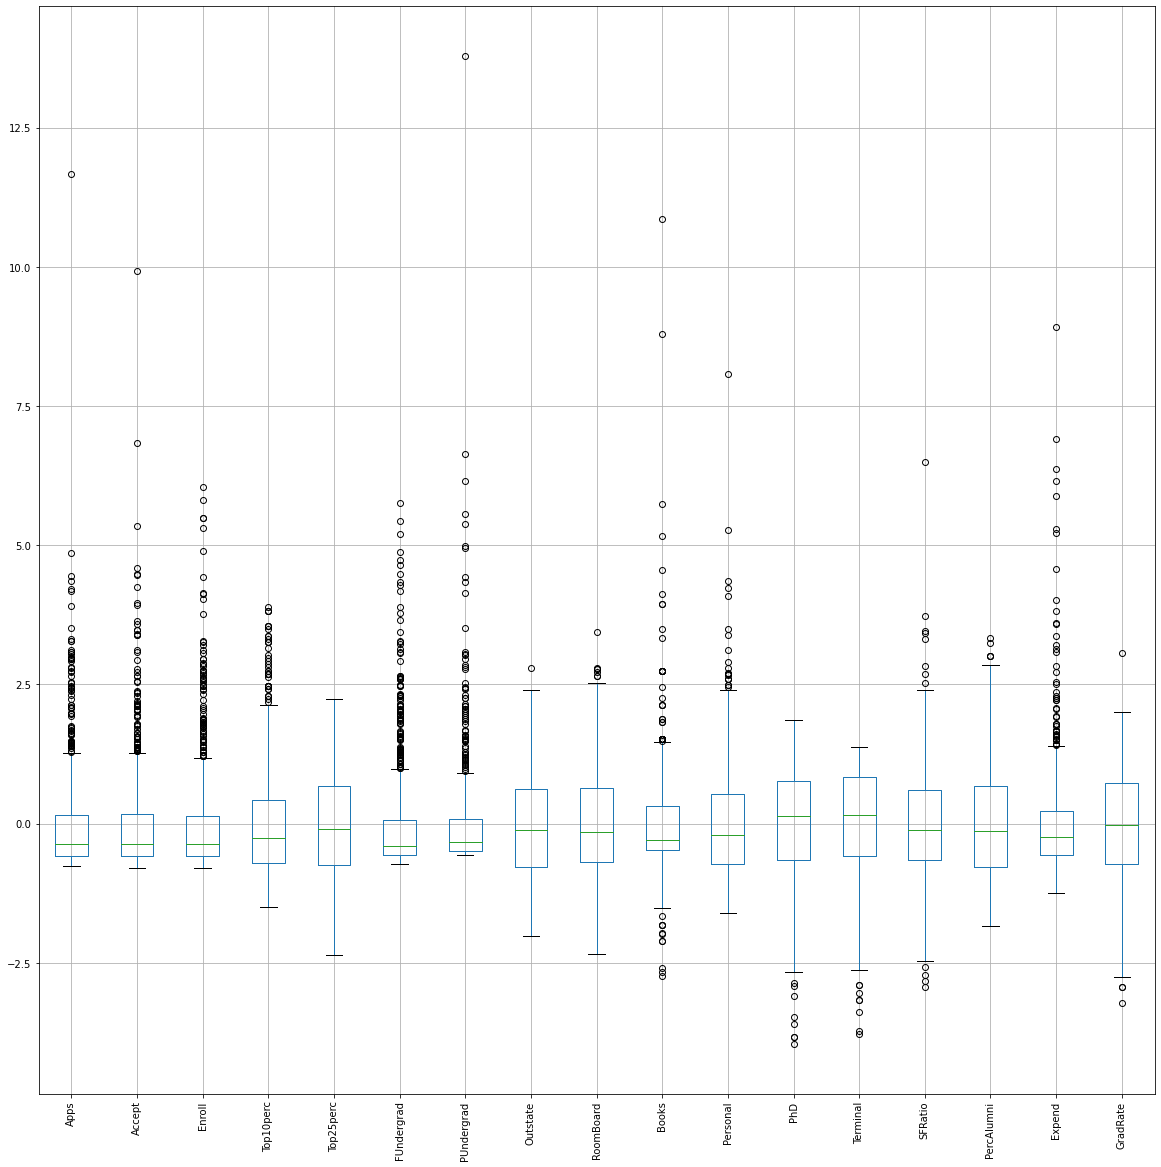 12.5
10.0
7.5
5.0
2.5
0.0
−2.5
Apps
Accept
Enroll
Top10perc
Top25perc
FUndergrad
PUndergrad
Outstate
RoomBoard
Books
Personal
PhD
Terminal
SFRatio
PercAlumni
Expend
GradRate